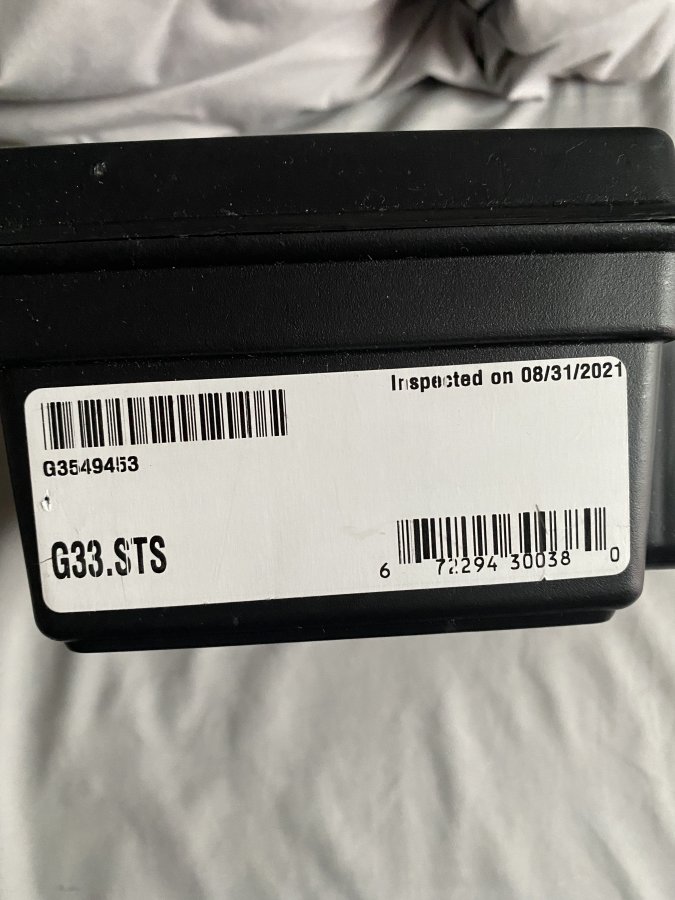 Inspected on 08/31/2021
G3549453
G33.STS
6 72294 30038 0